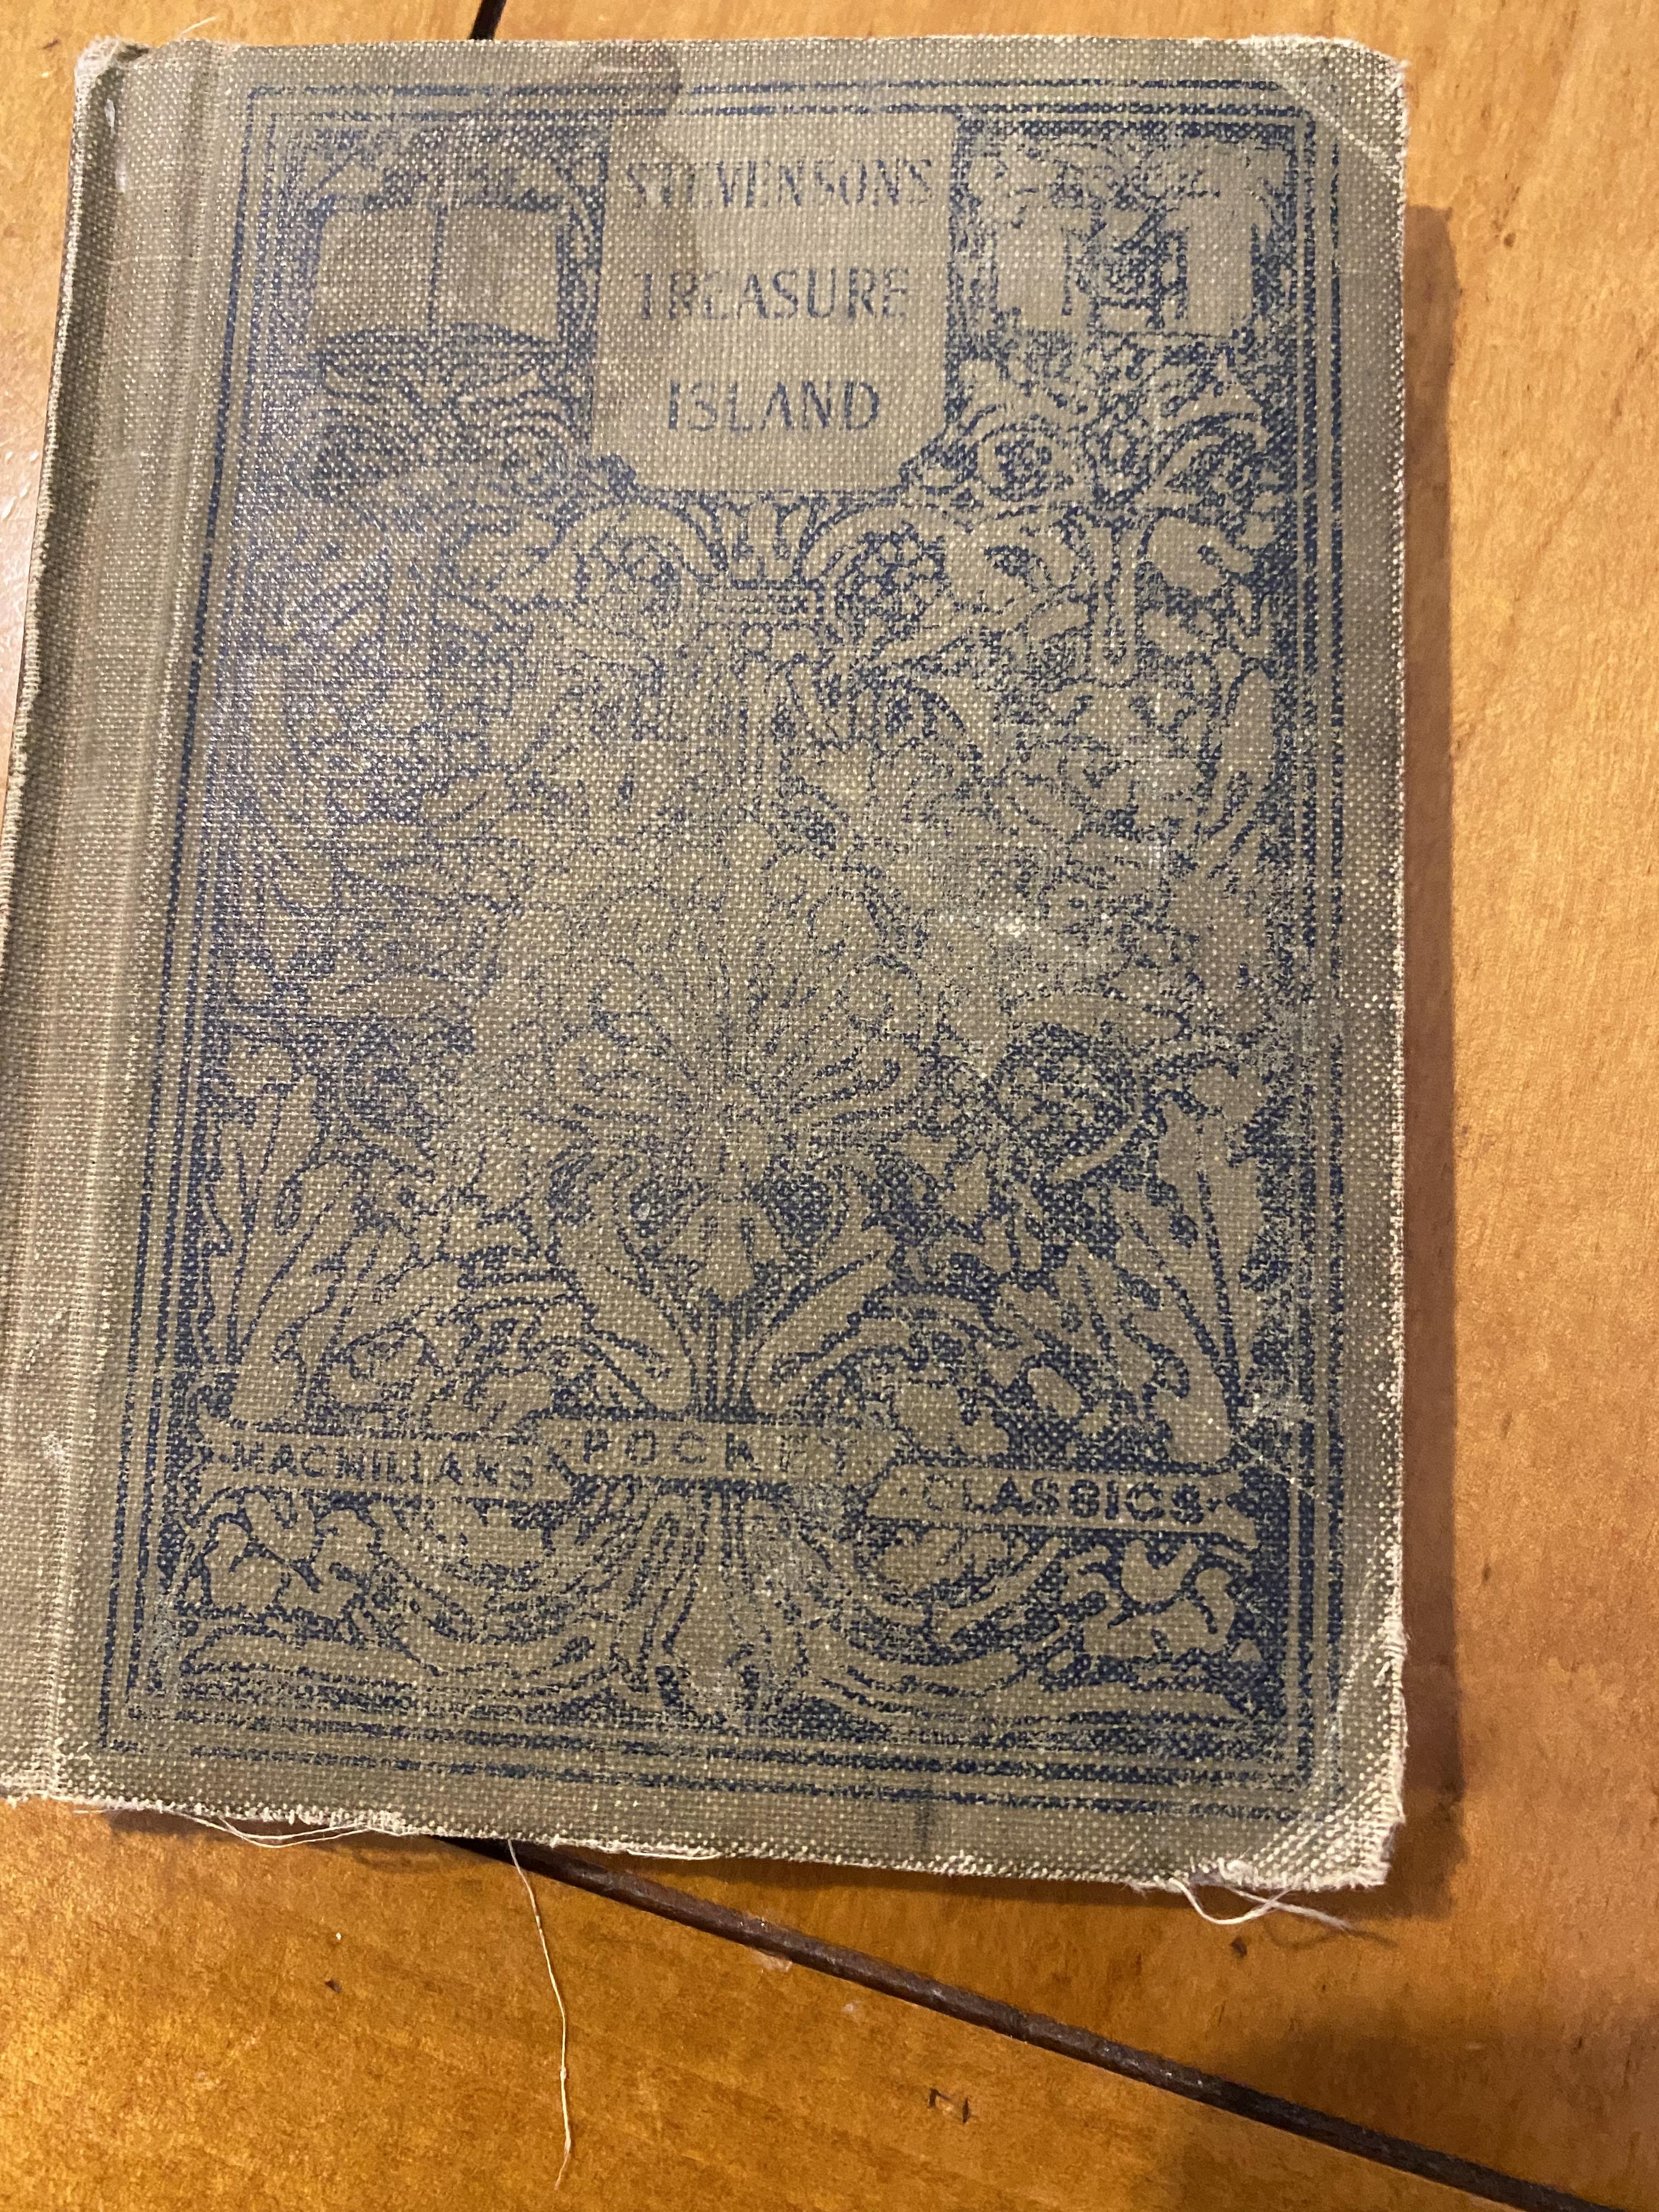 STEVENSON'S
TREASURE
ISLAND
·MACMILLAN'S POCKET CLASSICS·